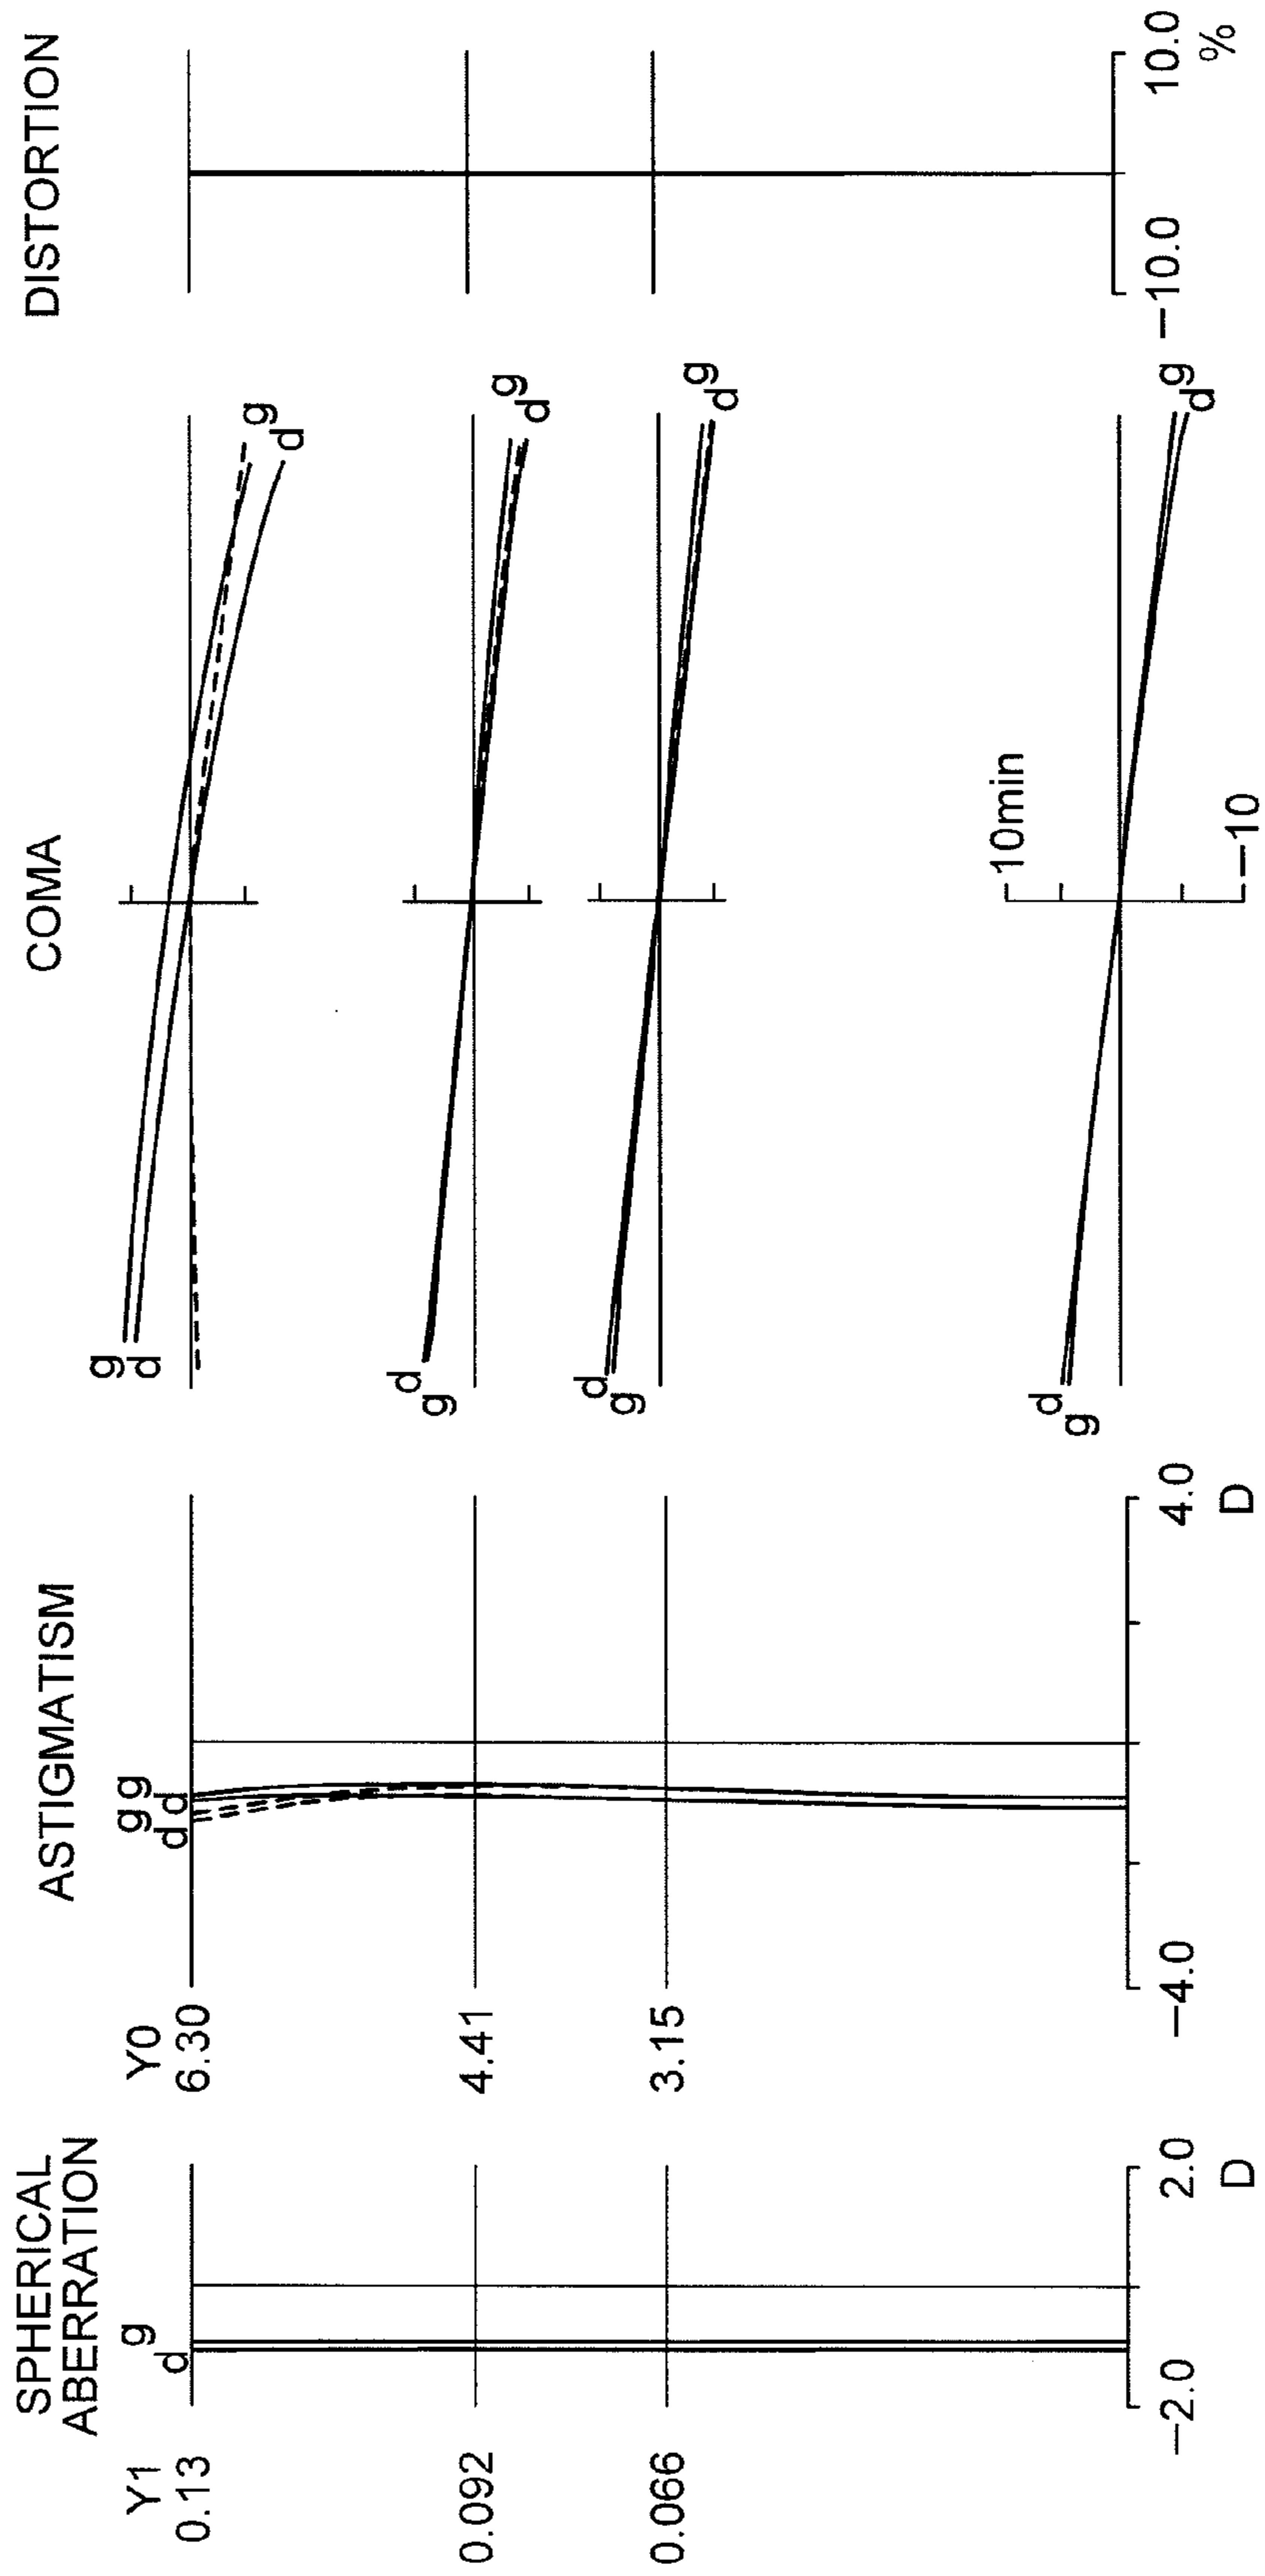 SPHERICAL
ABERRATION
Y1
0.13
0.092
0.066
d
g
-2.0
2.0
D
ASTIGMATISM
Y0
6.30
4.41
3.15
g g
d d
-4.0
4.0
D
COMA
g
d
g
d
d
g
d
g
d
g
d
g
10min
-10
d
g
d
g
DISTORTION
-10.0
10.0
%